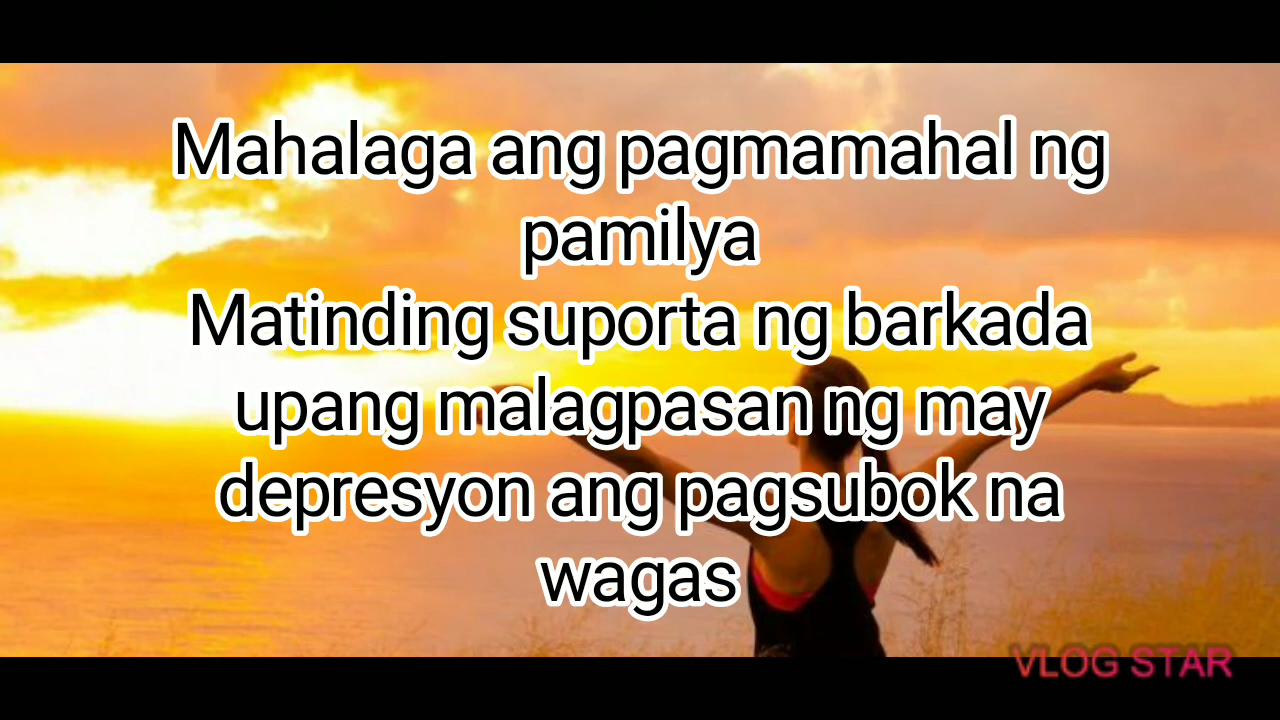 Mahalaga ang pagmamahal ng
pamilya
Matinding suporta ng barkada
upang malagpasan ng may
depresyon ang pagsubok na
wagas
VLOG STAR